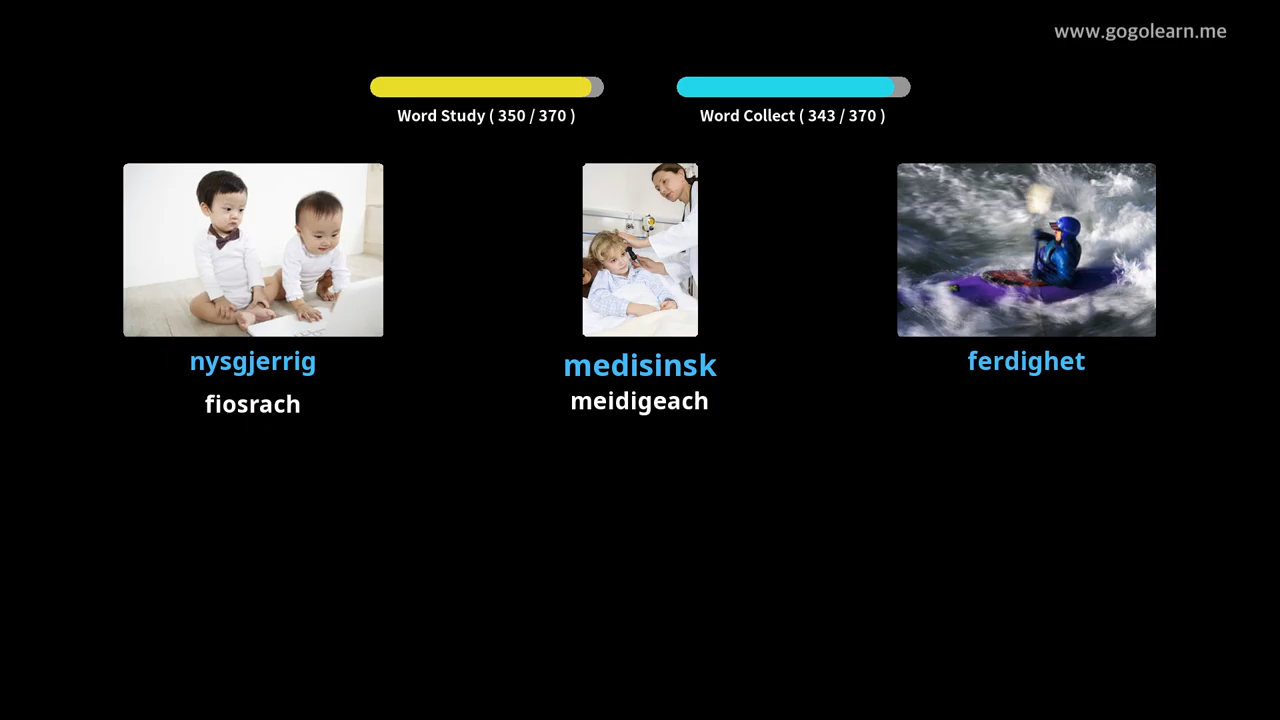 www.gogolearn.me
Word Study ( 350 / 370 )
Word Collect ( 343 / 370 )
nysgjerrig
fiosrach
medisinsk
meidigeach
ferdighet